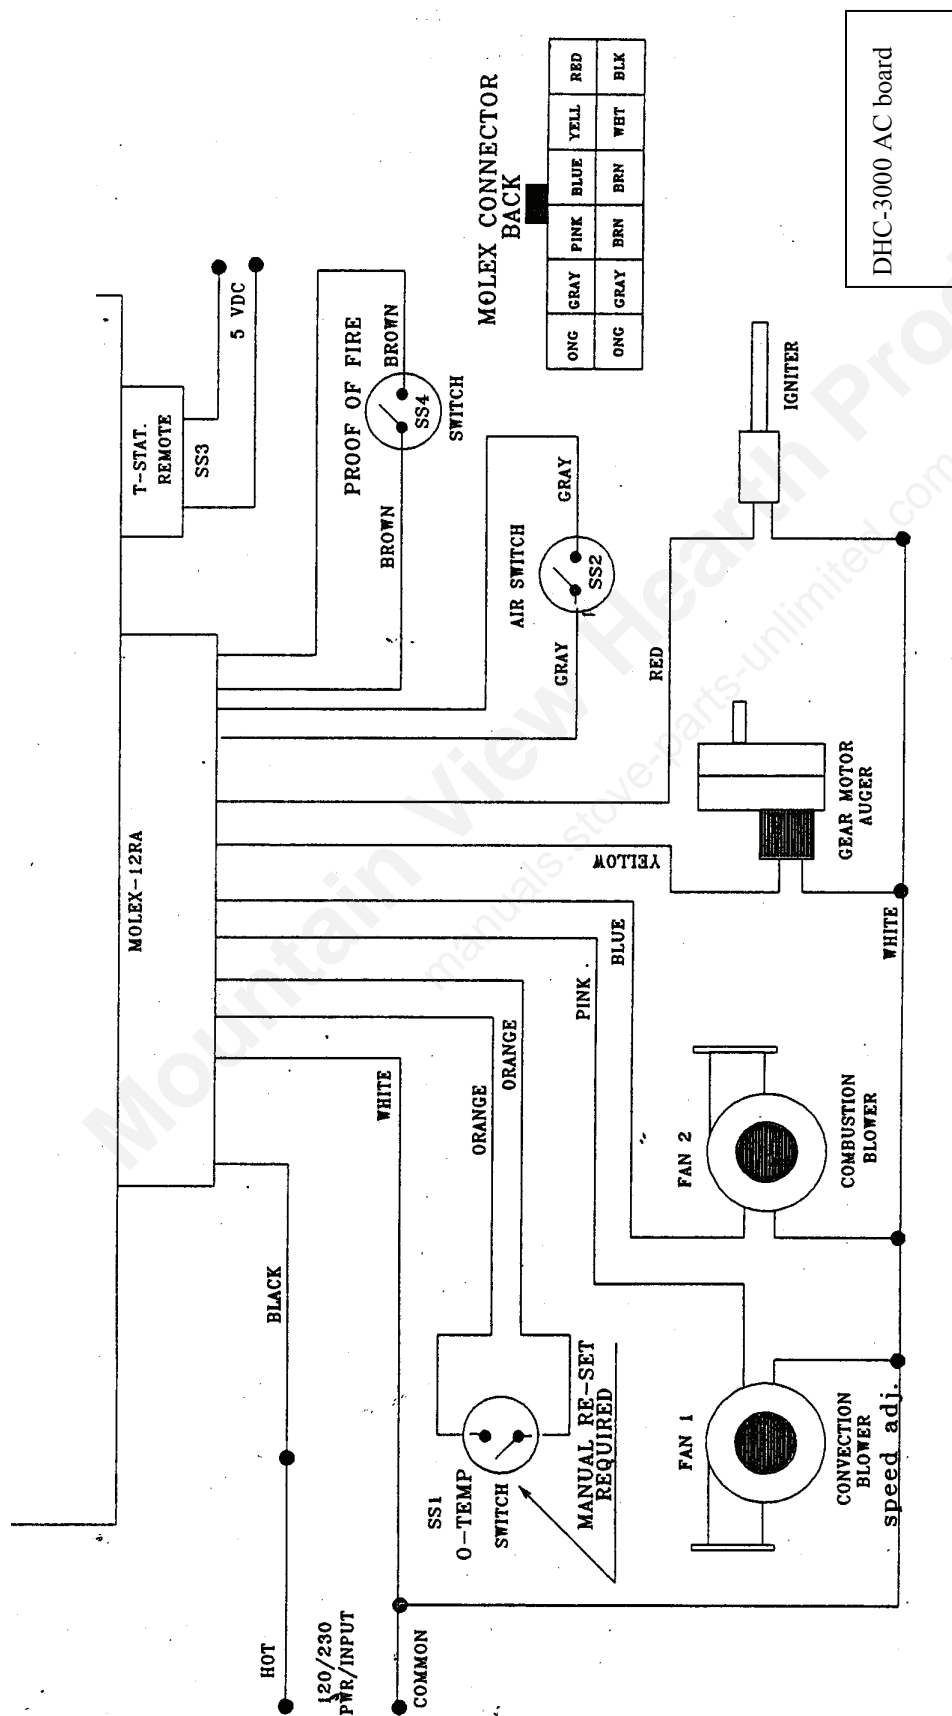 DHC-3000 AC board
MOLEX CONNECTOR
BACK
ONG GRAY PINK BLUE YELL RED
ONG GRAY BRN BRN WHT BLK
T-STAT.
REMOTE
SS3
5 VDC
PROOF OF FIRE
BROWN
BROWN
SS4
SWITCH
AIR SWITCH
GRAY
GRAY
SS2
MOLEX-12RA
RED
IGNITER
YELLOW
GEAR MOTOR
AUGER
BLUE
PINK
WHITE
ORANGE
ORANGE
WHITE
BLACK
FAN 2
COMBUSTION
BLOWER
FAN 1
CONVECTION
BLOWER
speed adj.
SS1
O-TEMP
SWITCH
MANUAL RE-SET
REQUIRED
HOT
120/230
PWR/INPUT
COMMON
Mountain View Hearth Prod
manuals.stove-parts-unlimited.com